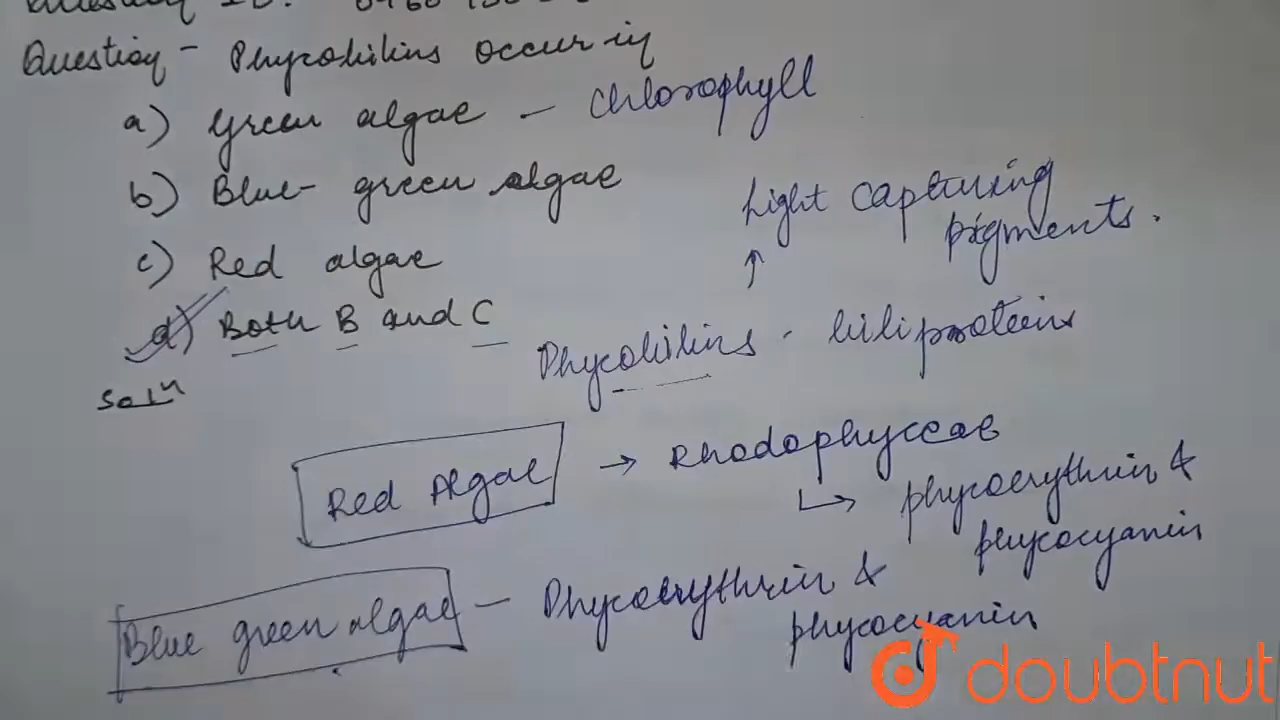 Question - Phycobilins occur in
a) Green algae - chlorophyll
b) Blue-green algae
c) Red algae
d) Both B and C
Light capturing
pigments.
↑
Phycobilins - biliproteins
Soln
Red Algae → Rhodophyceae
↳ phycoerythrin &
phycocyanin
Blue green algae - Phycoerythrin &
phycocyanin
doubtnut